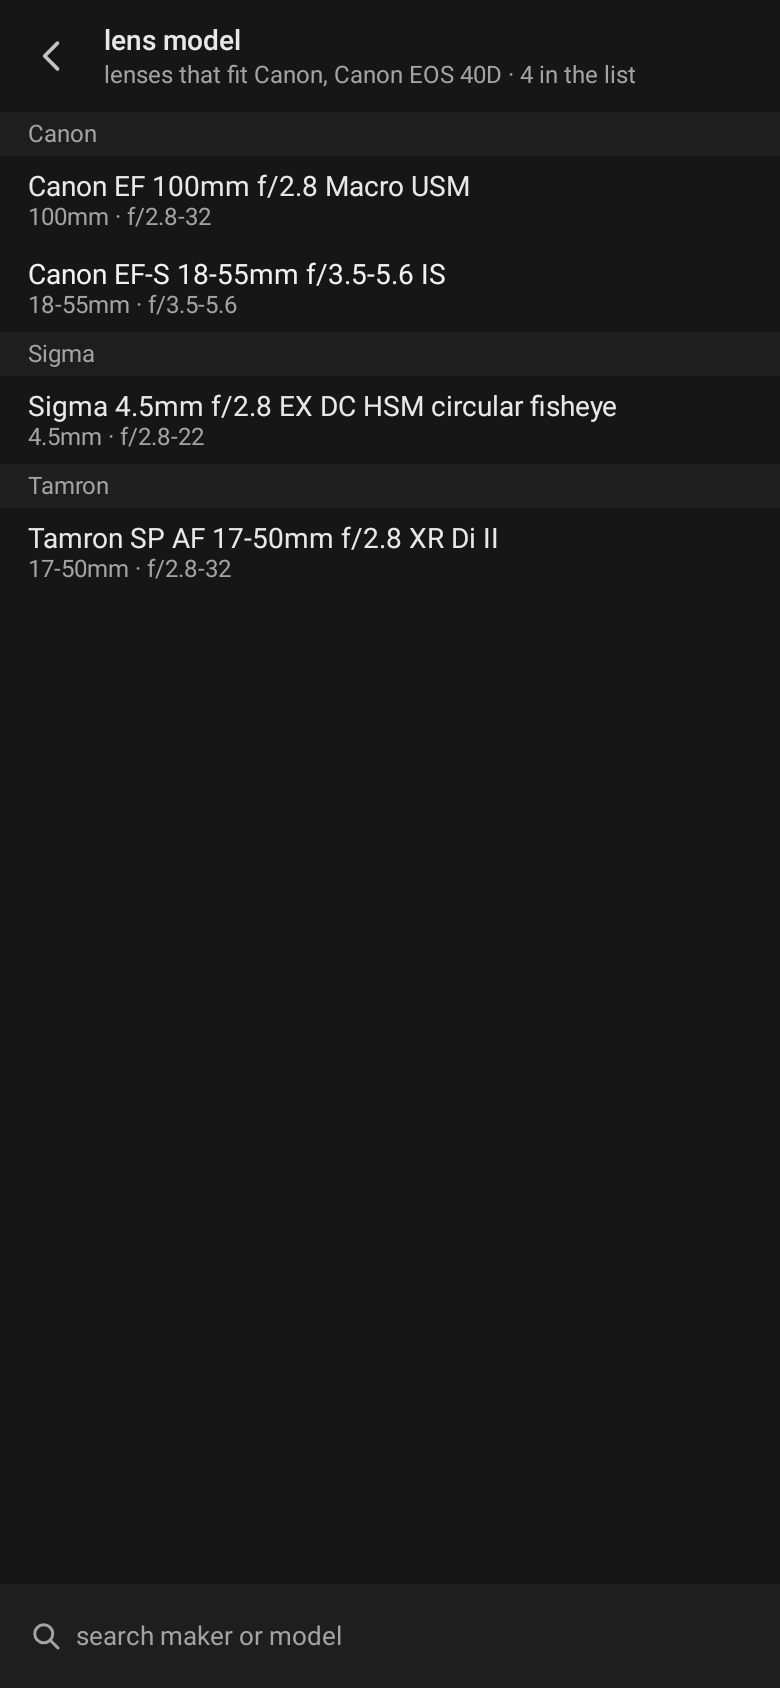 lens model
lenses that fit Canon, Canon EOS 40D · 4 in the list
Canon
Canon EF 100mm f/2.8 Macro USM
100mm · f/2.8-32
Canon EF-S 18-55mm f/3.5-5.6 IS
18-55mm · f/3.5-5.6
Sigma
Sigma 4.5mm f/2.8 EX DC HSM circular fisheye
4.5mm · f/2.8-22
Tamron
Tamron SP AF 17-50mm f/2.8 XR Di II
17-50mm · f/2.8-32
search maker or model